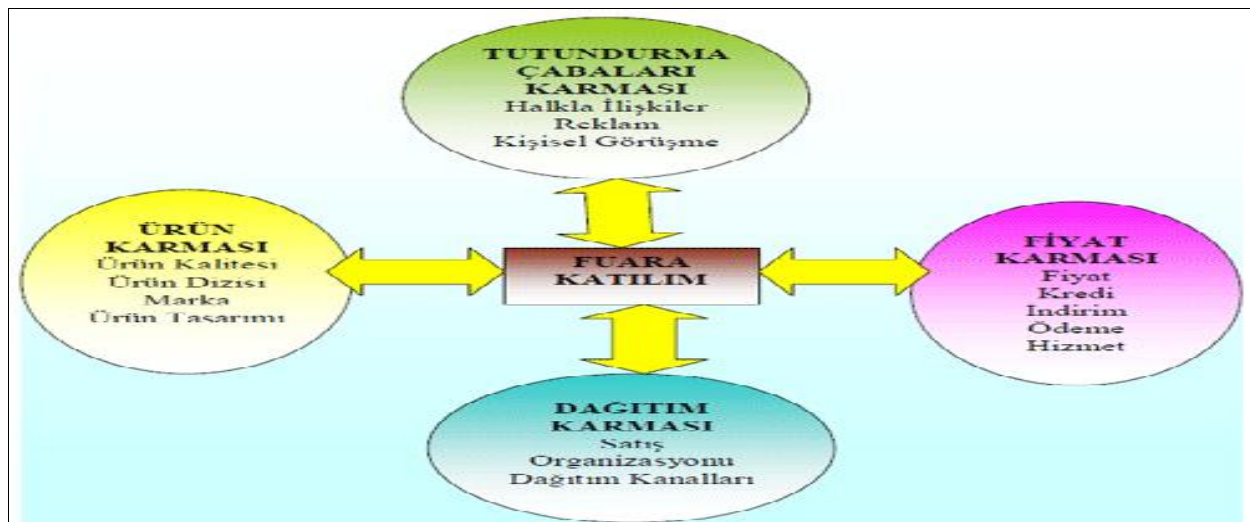 TUTUNDURMA
ÇABALARI
KARMASI
Halkla İlişkiler
Reklam
Kişisel Görüşme
ÜRÜN
KARMASI
Ürün Kalitesi
Ürün Dizisi
Marka
Ürün Tasarımı
FUARA
KATILIM
FİYAT
KARMASI
Fiyat
Kredi
İndirim
Ödeme
Hizmet
DAĞITIM
KARMASI
Satış
Organizasyonu
Dağıtım Kanalları